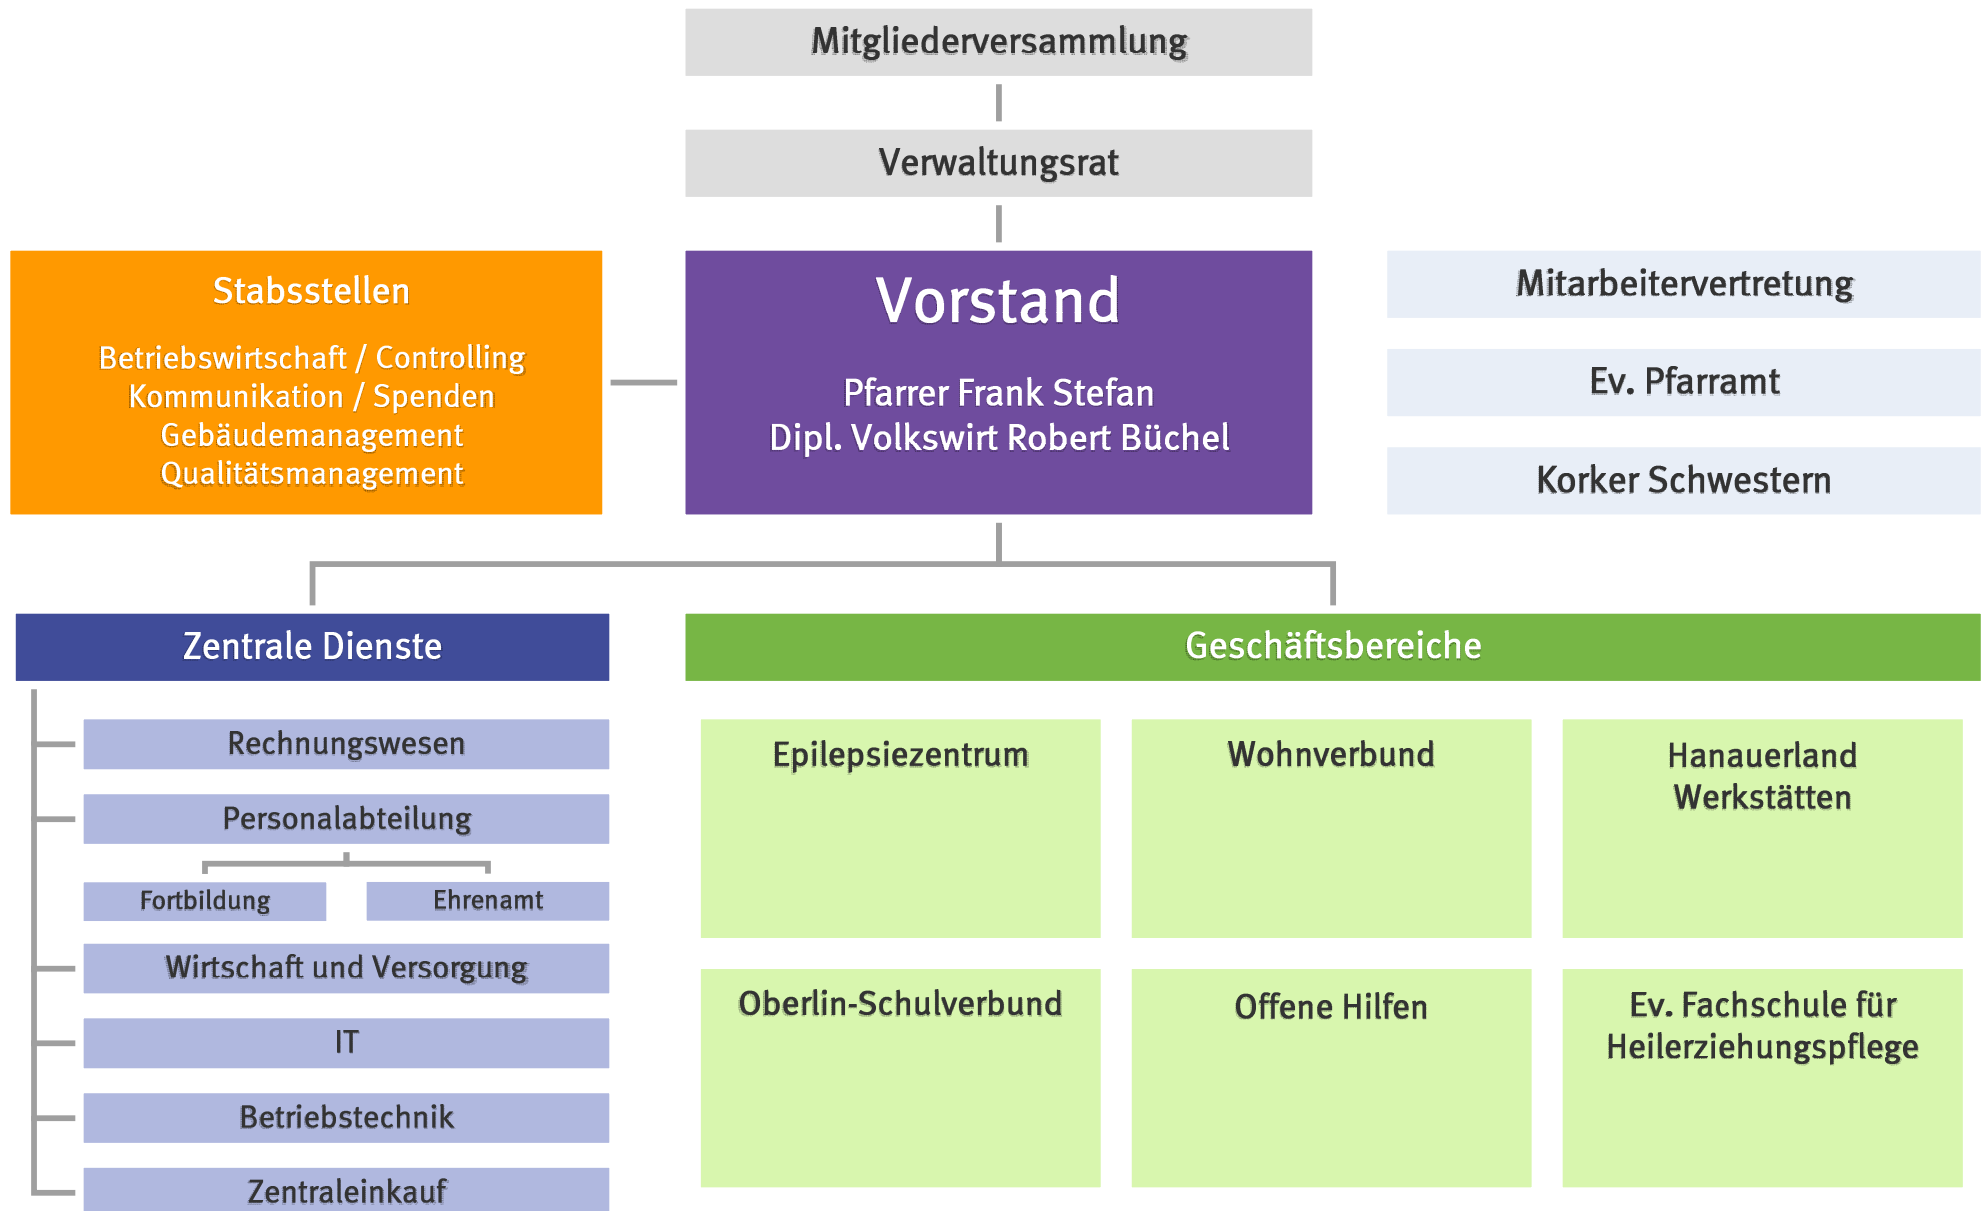 Mitgliederversammlung
Verwaltungsrat
Stabsstellen
Betriebswirtschaft / Controlling
Kommunikation / Spenden
Gebäudemanagement
Qualitätsmanagement
Vorstand
Pfarrer Frank Stefan
Dipl. Volkswirt Robert Büchel
Mitarbeitervertretung
Ev. Pfarramt
Korker Schwestern
Zentrale Dienste
Rechnungswesen
Personalabteilung
Fortbildung
Ehrenamt
Wirtschaft und Versorgung
IT
Betriebstechnik
Zentraleinkauf
Geschäftsbereiche
Epilepsiezentrum
Wohnverbund
Hanauerland
Werkstätten
Oberlin-Schulverbund
Offene Hilfen
Ev. Fachschule für
Heilerziehungspflege